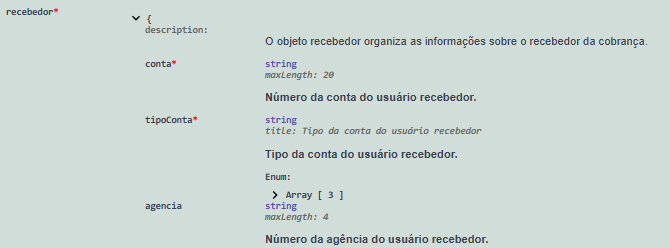 recebedor* {
description:
O objeto recebedor organiza as informações sobre o recebedor da cobrança.
conta* string
maxLength: 20
Número da conta do usuário recebedor.
tipoConta* string
title: Tipo da conta do usuário recebedor
Tipo da conta do usuário recebedor.
Enum:
Array [ 3 ]
agencia string
maxLength: 4
Número da agência do usuário recebedor.